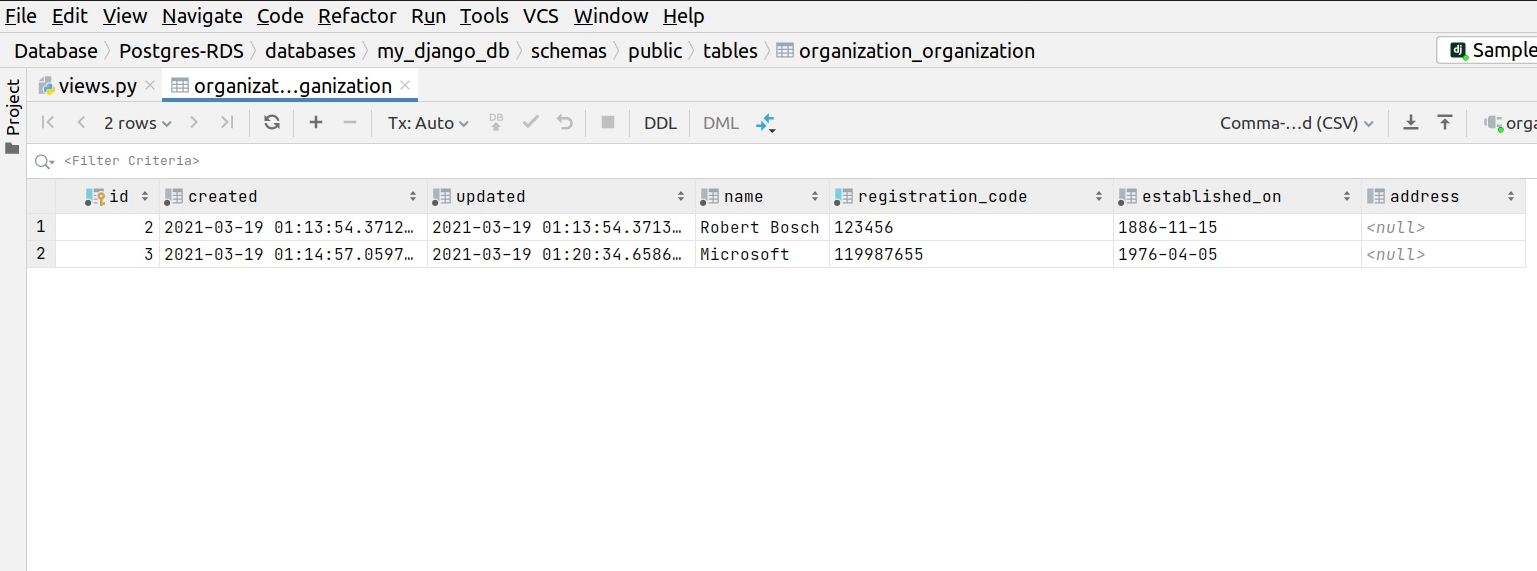 File Edit View Navigate Code Refactor Run Tools VCS Window Help
Database Postgres-RDS databases my_django_db schemas public tables organization_organization dj Sample
Project
views.py organizat...ganization
2 rows Tx: Auto DB DDL DML Comma-...d (CSV) orga
<Filter Criteria>
id created updated name registration_code established_on address
1 2 2021-03-19 01:13:54.3712… 2021-03-19 01:13:54.3713… Robert Bosch 123456 1886-11-15 <null>
2 3 2021-03-19 01:14:57.0597… 2021-03-19 01:20:34.6586… Microsoft 119987655 1976-04-05 <null>